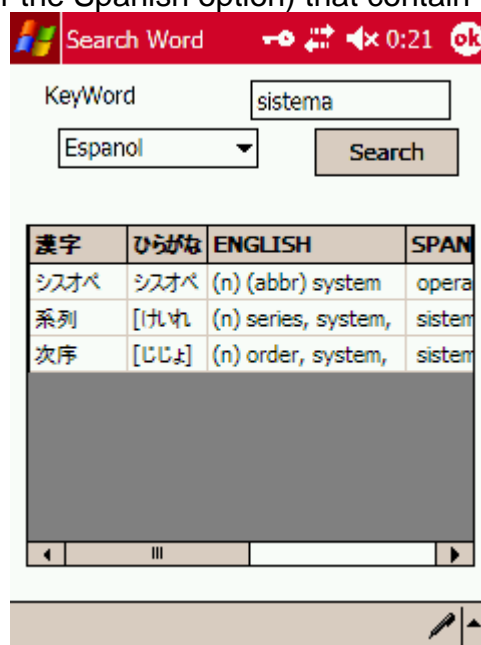 r the Spanish option) that contain
Search Word 0:21 ok
KeyWord sistema
Espanol Search
漢字 ひらがな ENGLISH SPAN
シスオペ シスオペ (n) (abbr) system opera
系列 [けいれ (n) series, system, sistem
次序 [じじょ] (n) order, system, sistem